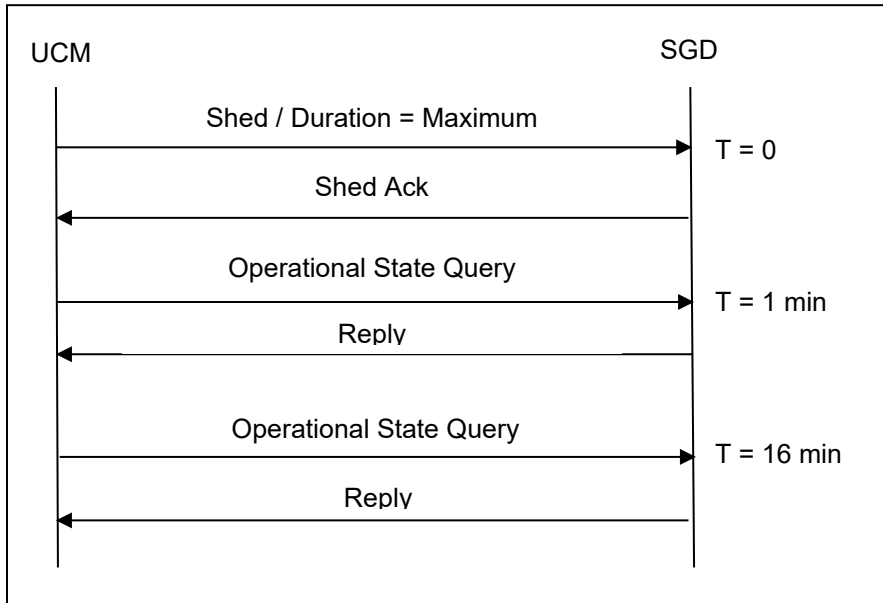 UCM
SGD
Shed / Duration = Maximum
T = 0
Shed Ack
Operational State Query
T = 1 min
Reply
Operational State Query
T = 16 min
Reply